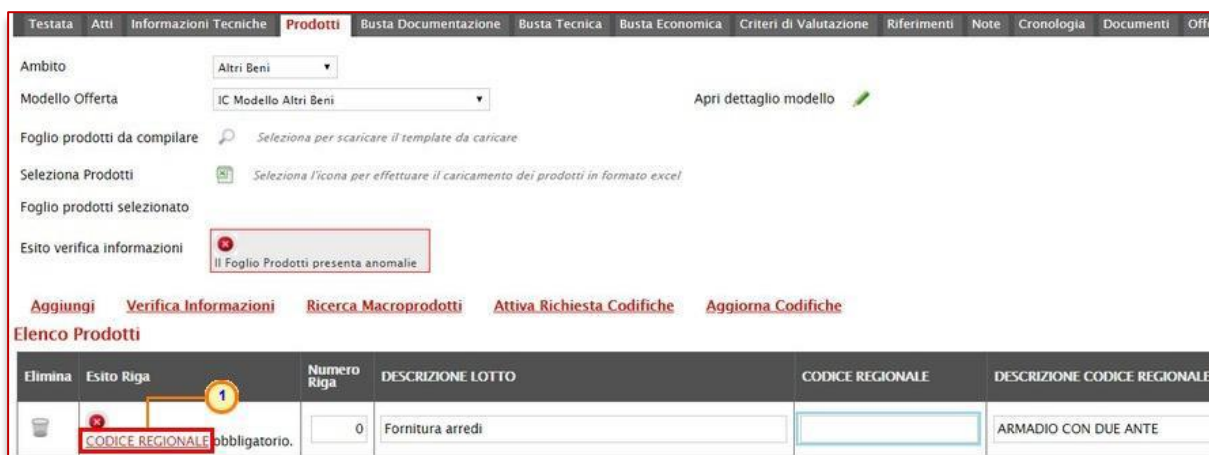 Testata Atti Informazioni Tecniche Prodotti Busta Documentazione Busta Tecnica Busta Economica Criteri di Valutazione Riferimenti Note Cronologia Documenti Off
Ambito Altri Beni
Modello Offerta IC Modello Altri Beni Apri dettaglio modello
Foglio prodotti da compilare Seleziona per scaricare il template da caricare
Seleziona Prodotti Seleziona l'icona per effettuare il caricamento dei prodotti in formato excel
Foglio prodotti selezionato
Esito verifica informazioni
Il Foglio Prodotti presenta anomalie
Aggiungi Verifica Informazioni Ricerca Macroprodotti Attiva Richiesta Codifiche Aggiorna Codifiche
Elenco Prodotti
Elimina Esito Riga Numero Riga DESCRIZIONE LOTTO CODICE REGIONALE DESCRIZIONE CODICE REGIONALE
1
0 Fornitura arredi ARMADIO CON DUE ANTE
CODICE REGIONALE obbligatorio.